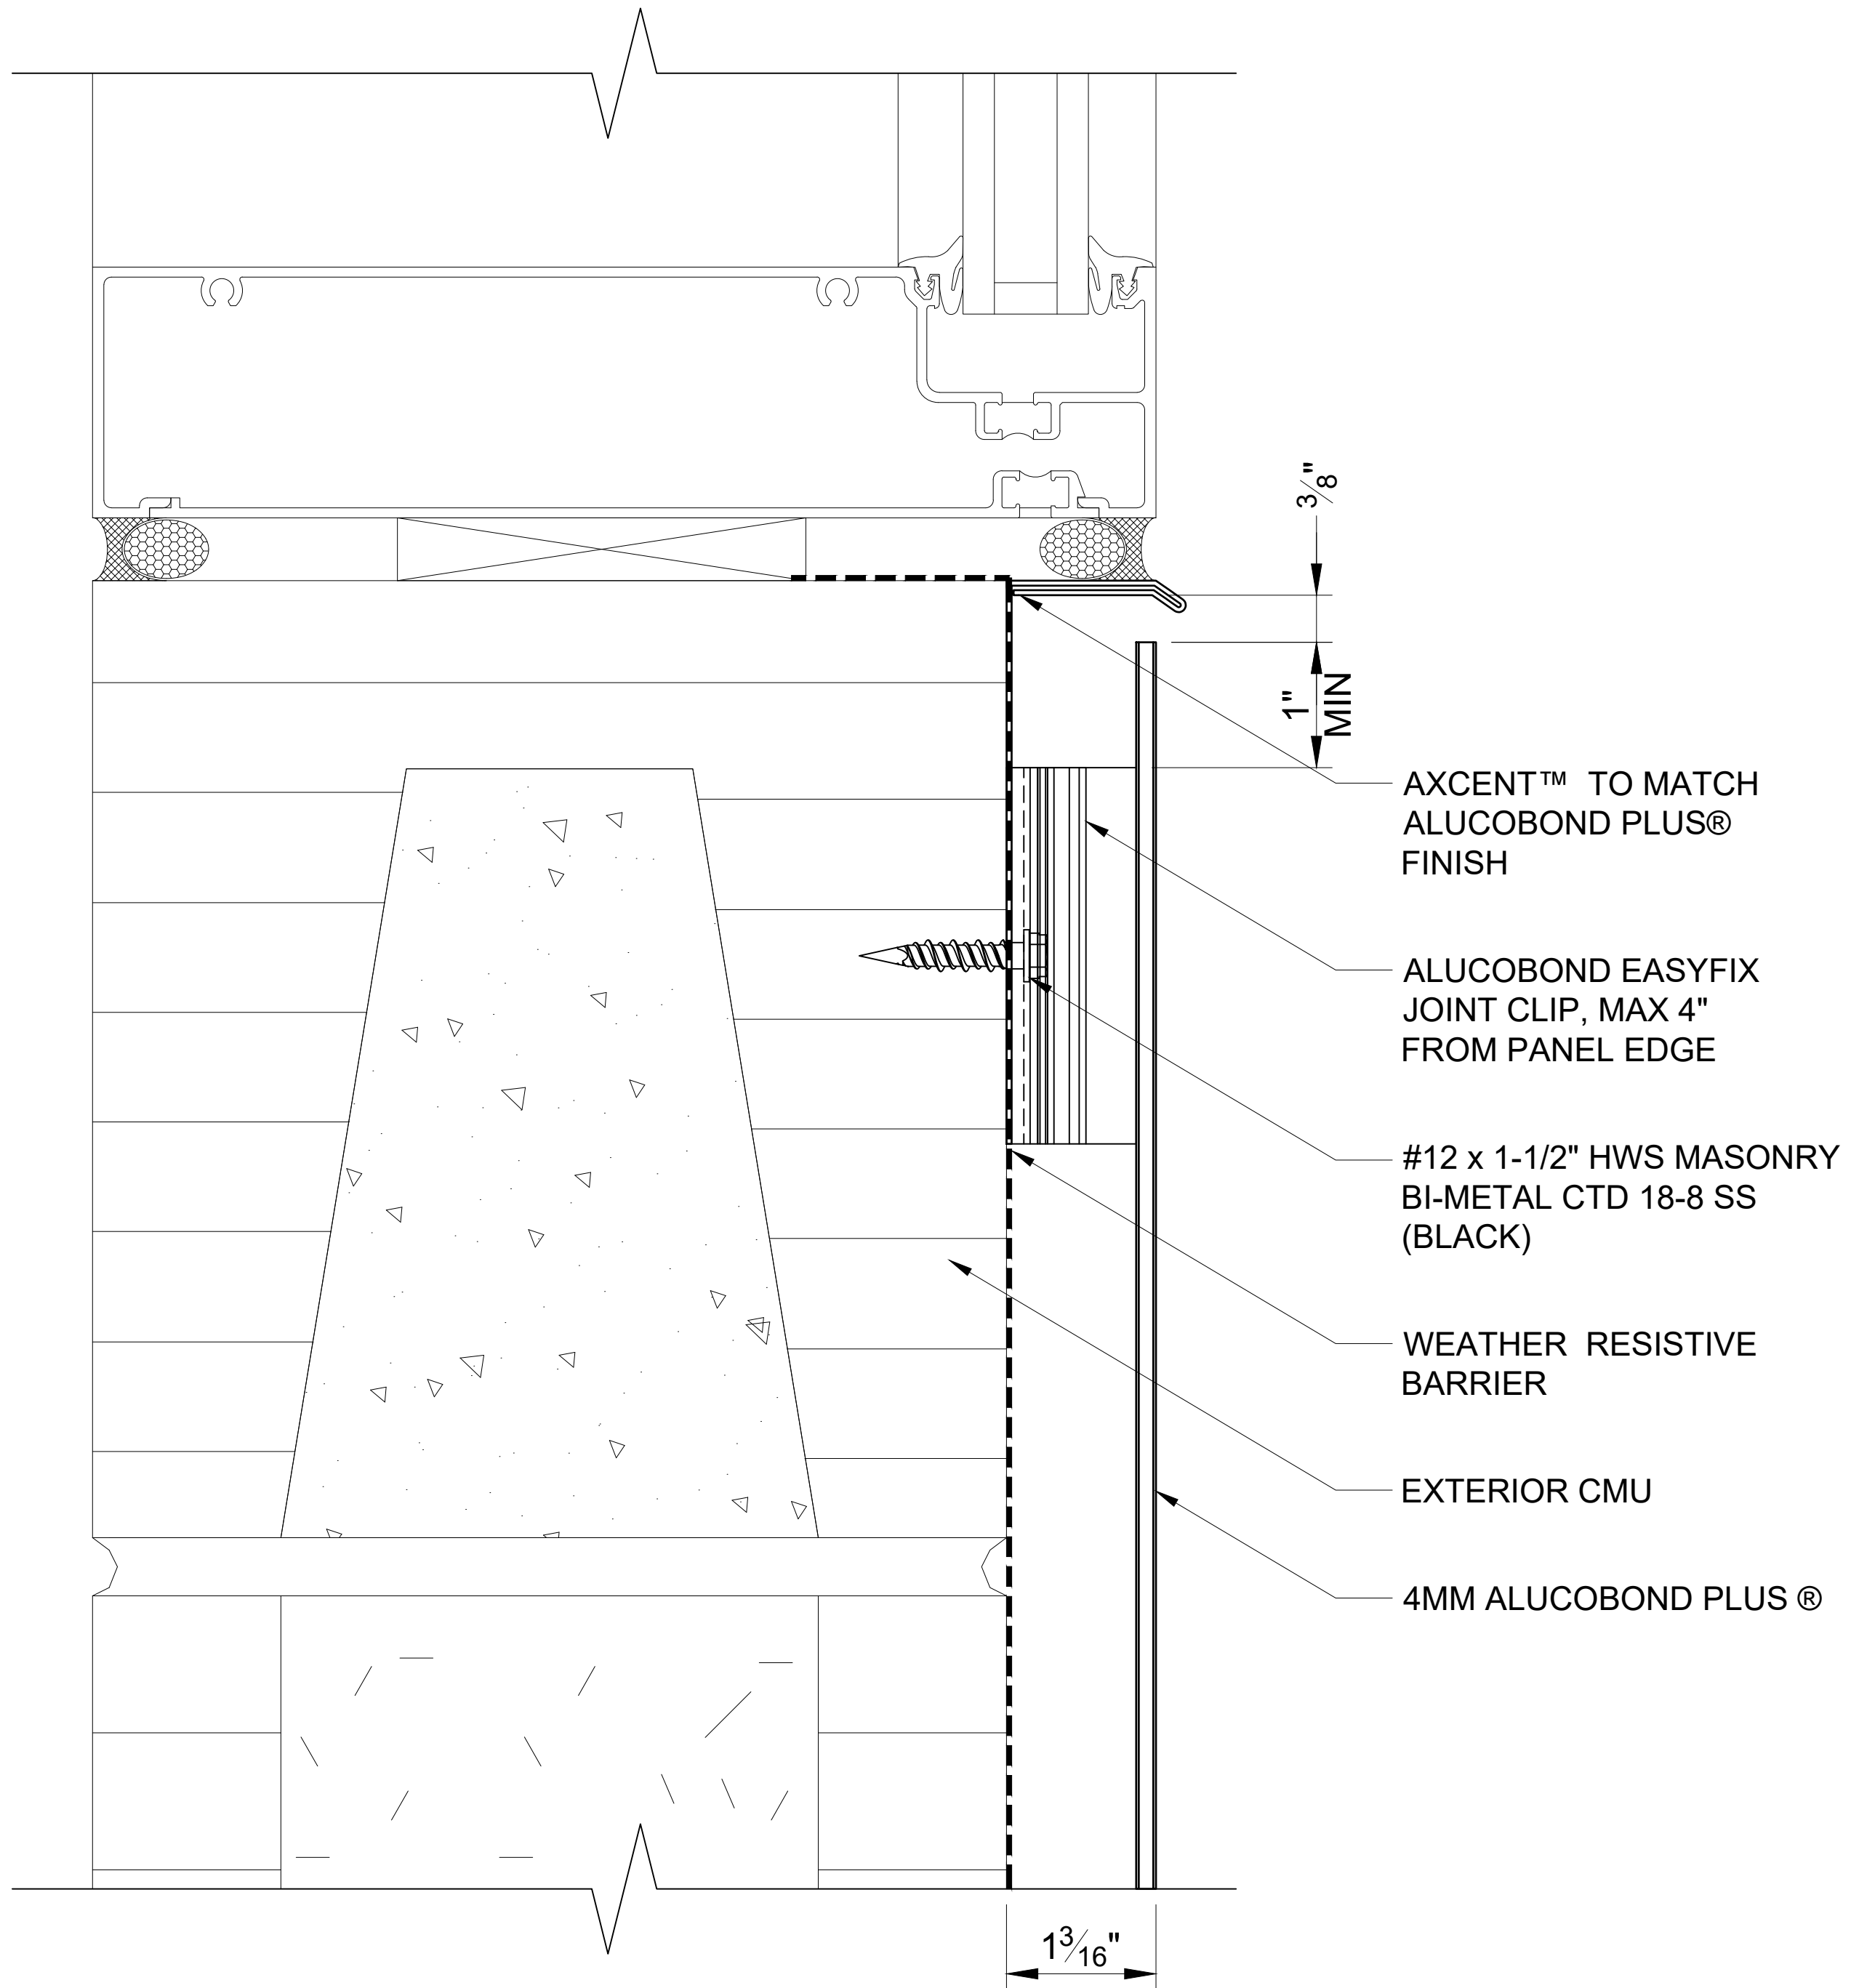 3/8"
1"
MIN
AXCENT™ TO MATCH
ALUCOBOND PLUS®
FINISH
ALUCOBOND EASYFIX
JOINT CLIP, MAX 4"
FROM PANEL EDGE
#12 x 1-1/2" HWS MASONRY
BI-METAL CTD 18-8 SS
(BLACK)
WEATHER RESISTIVE
BARRIER
EXTERIOR CMU
4MM ALUCOBOND PLUS ®
1 3/16"